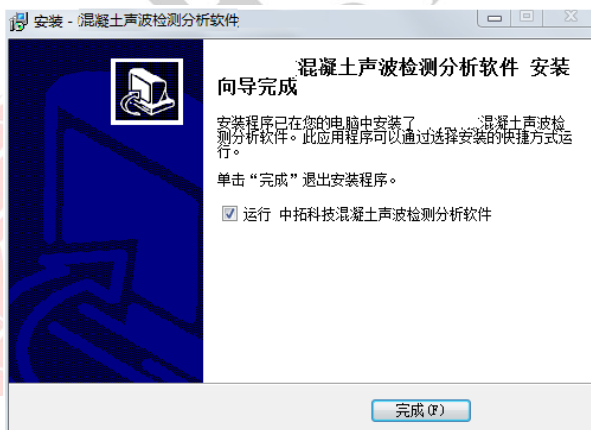 安装 - 混凝土声波检测分析软件
混凝土声波检测分析软件 安装
向导完成
安装程序已在您的电脑中安装了 混凝土声波检
测分析软件。此应用程序可以通过选择安装的快捷方式运
行。
单击“完成”退出安装程序。
运行 中拓科技混凝土声波检测分析软件
完成(F)